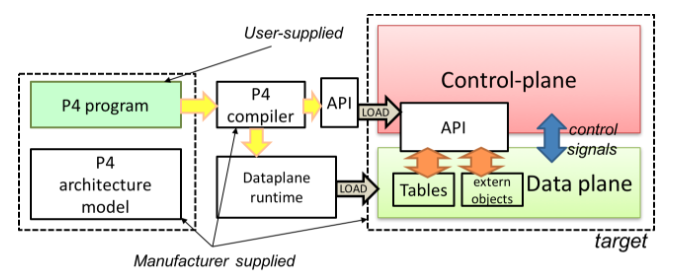 User-supplied
P4 program
P4
compiler
API
LOAD
Control-plane
API
control
signals
P4
architecture
model
Dataplane
runtime
LOAD
Tables
extern
objects
Data plane
Manufacturer supplied
target